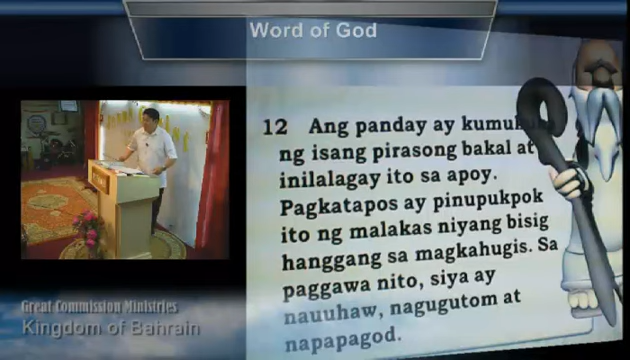 Word of God
12 Ang panday ay
ng isang pirasong bakal at
inilalagay ito sa apoy.
Pagkatapos ay pinupukpok
ito ng malakas niyang bisig
hanggang sa magkahugis. Sa
paggawa nito, siya ay
nauuhaw, nagugutom at
napapagod.
Great Commission Ministries
Kingdom of Bahrain